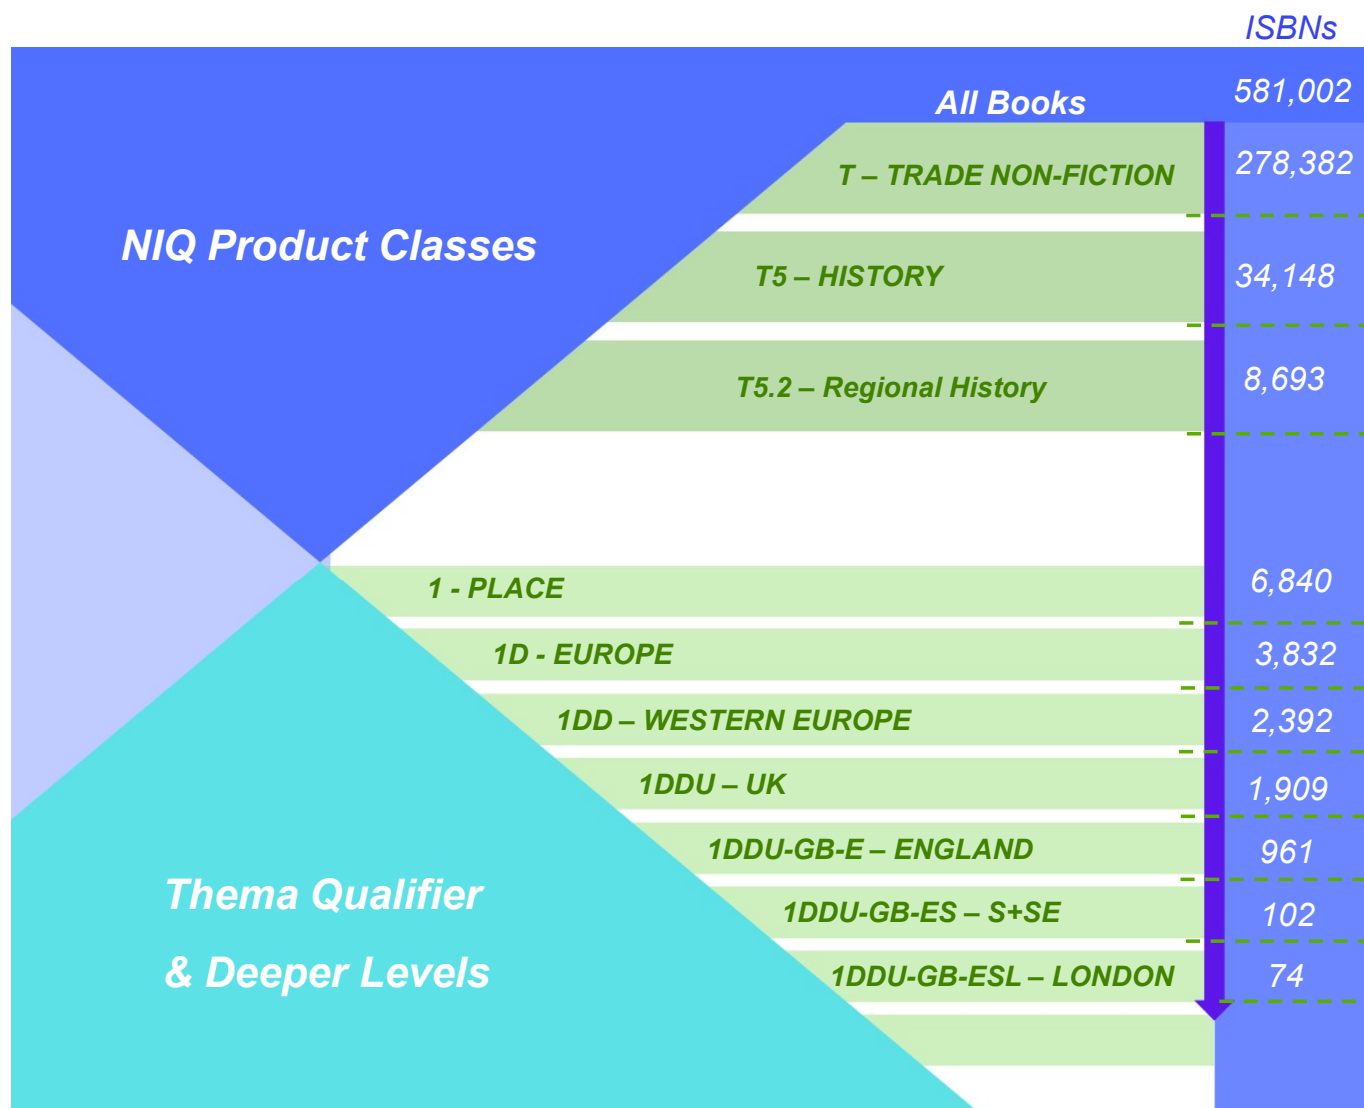 ISBNs
All Books 581,002
T – TRADE NON-FICTION 278,382
NIQ Product Classes
T5 – HISTORY 34,148
T5.2 – Regional History 8,693
1 - PLACE 6,840
1D - EUROPE 3,832
1DD – WESTERN EUROPE 2,392
1DDU – UK 1,909
1DDU-GB-E – ENGLAND 961
Thema Qualifier
1DDU-GB-ES – S+SE 102
& Deeper Levels
1DDU-GB-ESL – LONDON 74